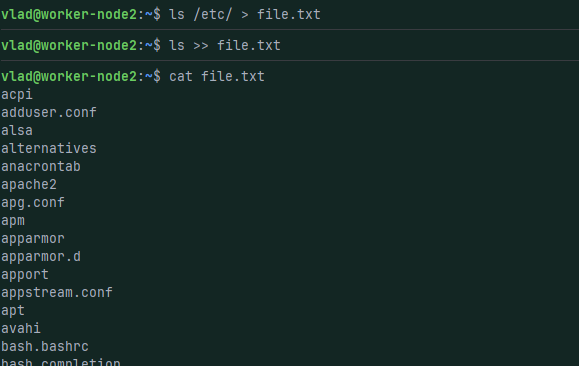 vlad@worker-node2:~$ ls /etc/ > file.txt
vlad@worker-node2:~$ ls >> file.txt
vlad@worker-node2:~$ cat file.txt
acpi
adduser.conf
alsa
alternatives
anacrontab
apache2
apg.conf
apm
apparmor
apparmor.d
apport
appstream.conf
apt
avahi
bash.bashrc
bash_completion